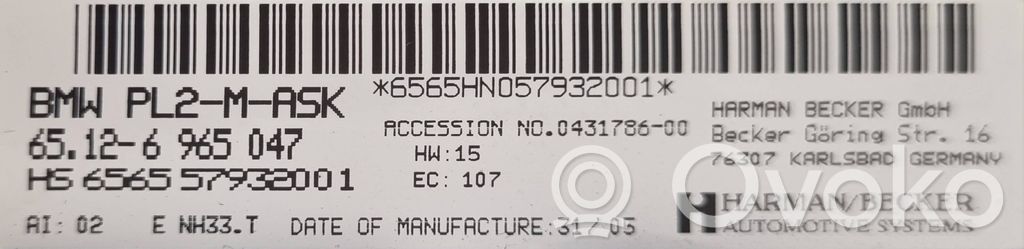 *6565HN057932001*
BMW PL2-M-ASK
65.12-6 965 047
HS 6565 57932001
ACCESSION NO.0431786-00
HW:15
EC: 107
HARMAN BECKER GmbH
Becker Göring Str. 16
76307 KARLSBAD GERMANY
AI: 02 E NH33.T DATE OF MANUFACTURE:31/05
HARMAN/BECKER
AUTOMOTIVE SYSTEMS
Ovoko